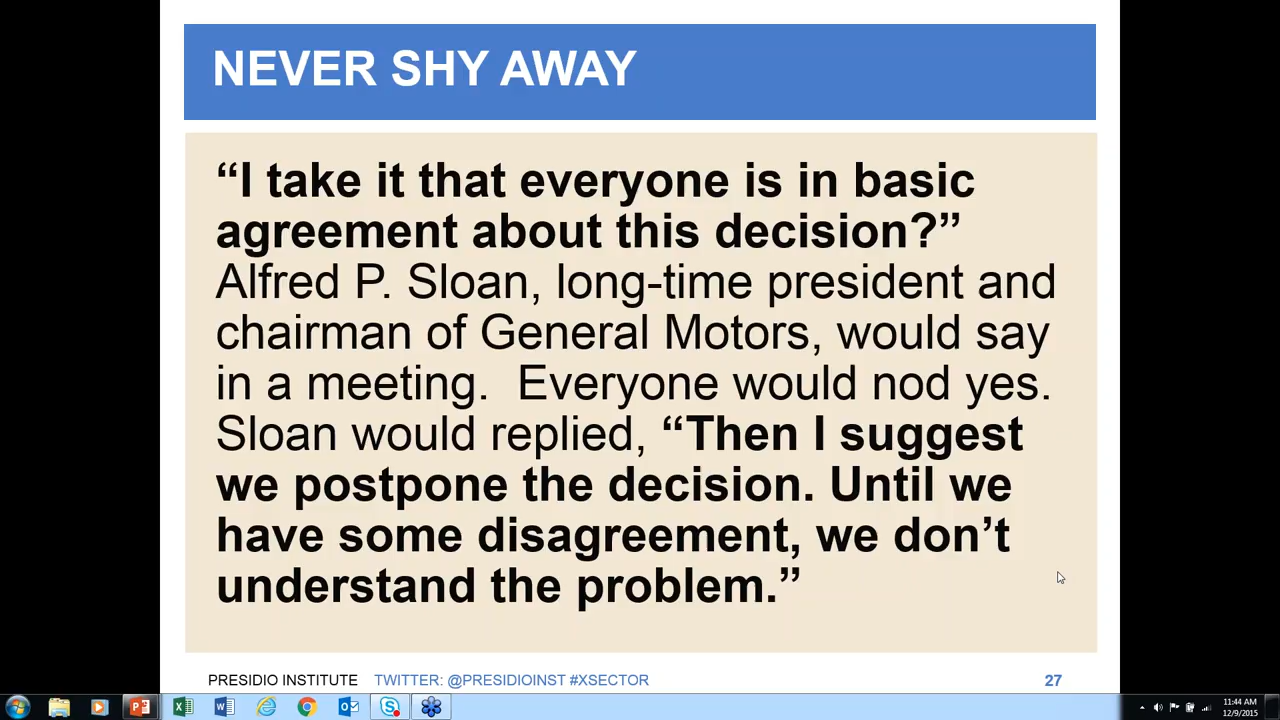 NEVER SHY AWAY
“I take it that everyone is in basic
agreement about this decision?”
Alfred P. Sloan, long-time president and
chairman of General Motors, would say
in a meeting.  Everyone would nod yes.
Sloan would replied, “Then I suggest
we postpone the decision. Until we
have some disagreement, we don’t
understand the problem.”
PRESIDIO INSTITUTE TWITTER: @PRESIDIOINST #XSECTOR 27
11:44 AM
12/9/2015